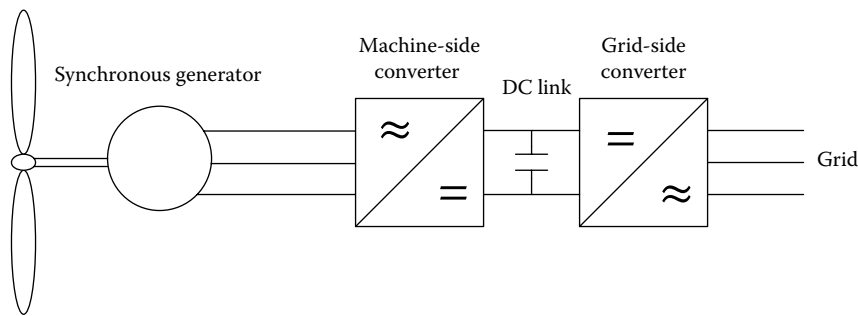 Synchronous generator
Machine-side
converter
DC link
Grid-side
converter
Grid